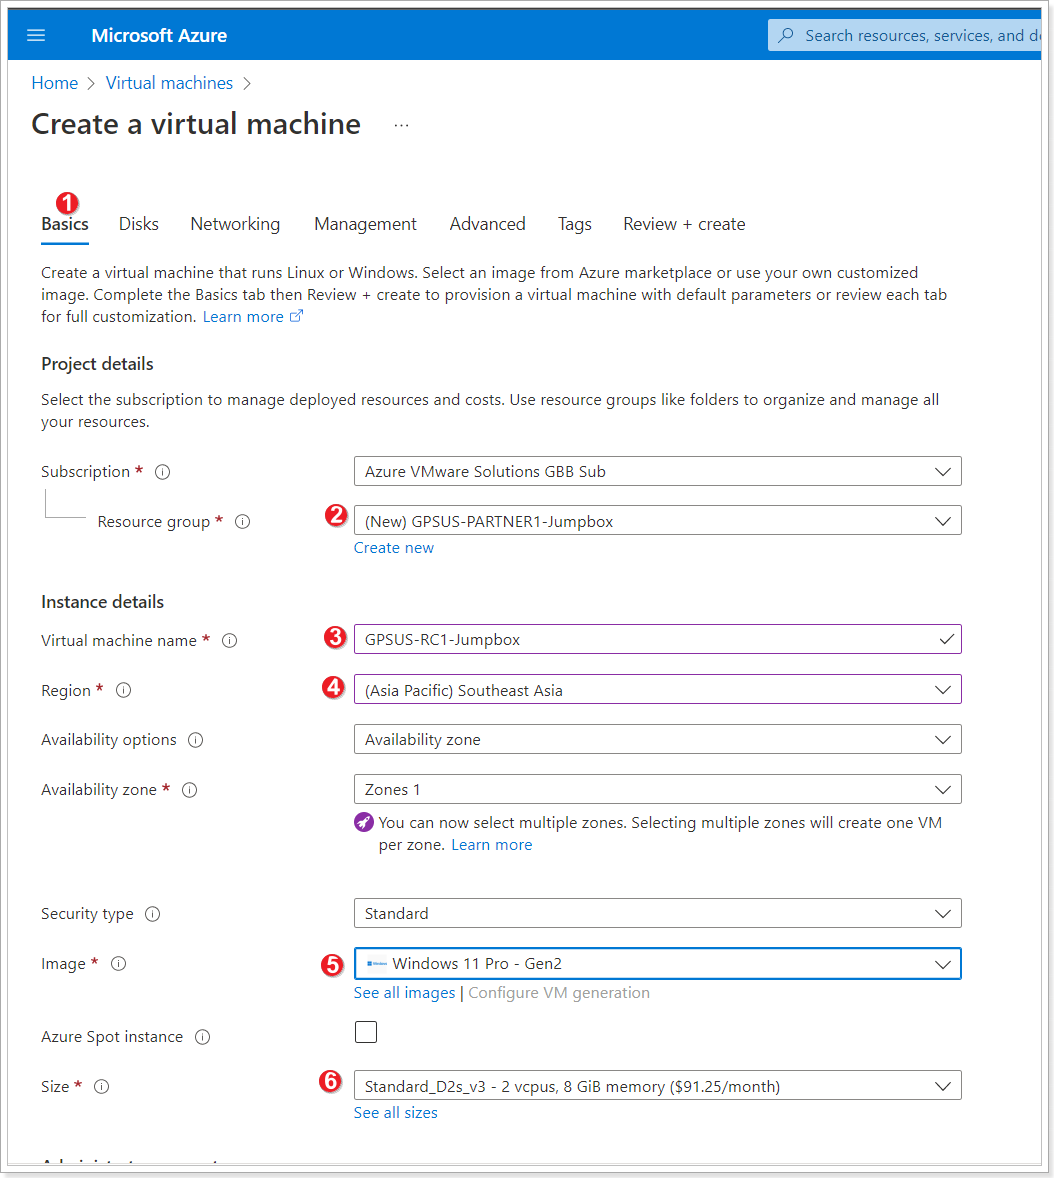 Microsoft Azure
Search resources, services, and d
Home > Virtual machines >
Create a virtual machine ...
1
Basics Disks Networking Management Advanced Tags Review + create
Create a virtual machine that runs Linux or Windows. Select an image from Azure marketplace or use your own customized
image. Complete the Basics tab then Review + create to provision a virtual machine with default parameters or review each tab
for full customization. Learn more
Project details
Select the subscription to manage deployed resources and costs. Use resource groups like folders to organize and manage all
your resources.
Subscription * Azure VMware Solutions GBB Sub
Resource group * 2 (New) GPSUS-PARTNER1-Jumpbox
Create new
Instance details
Virtual machine name * 3 GPSUS-RC1-Jumpbox
Region * 4 (Asia Pacific) Southeast Asia
Availability options Availability zone
Availability zone * Zones 1
You can now select multiple zones. Selecting multiple zones will create one VM
per zone. Learn more
Security type Standard
Image * 5 Windows 11 Pro - Gen2
See all images | Configure VM generation
Azure Spot instance
Size * 6 Standard_D2s_v3 - 2 vcpus, 8 GiB memory ($91.25/month)
See all sizes